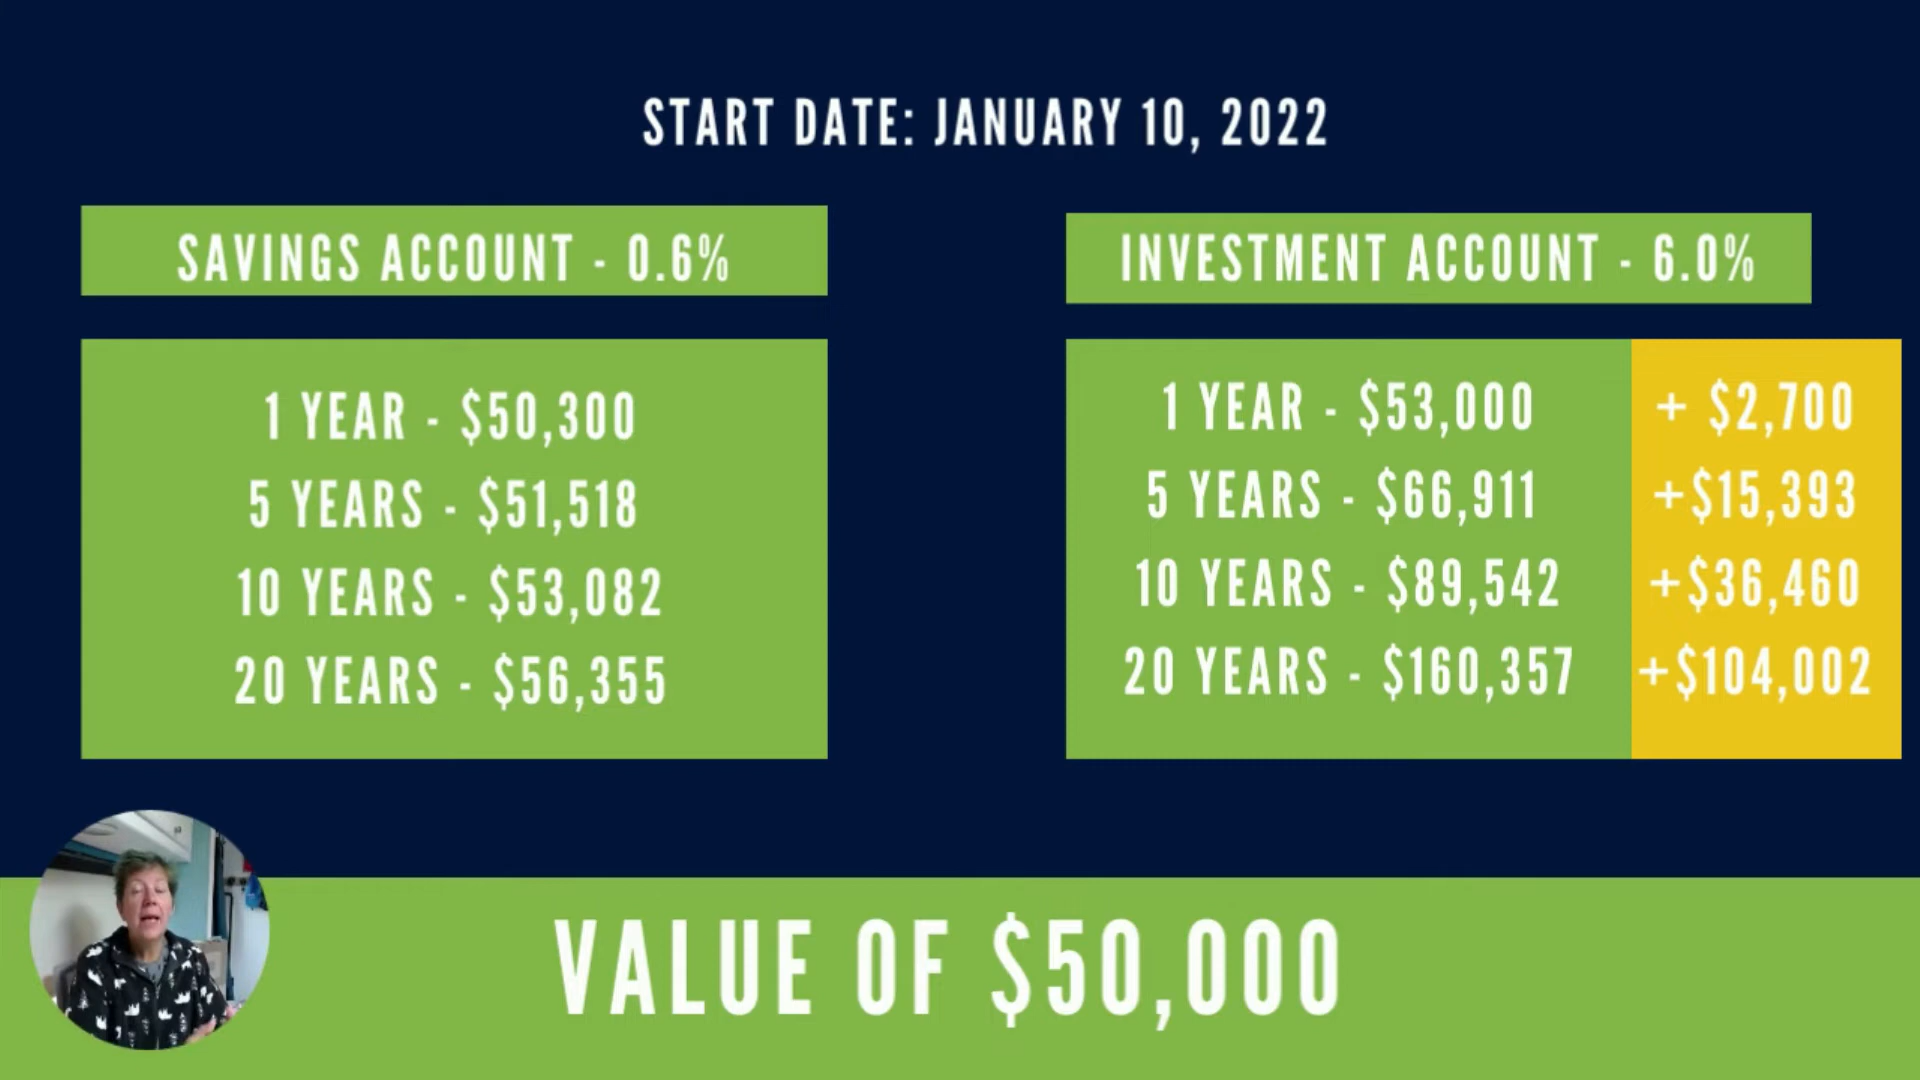 START DATE: JANUARY 10, 2022
SAVINGS ACCOUNT - 0.6%
1 YEAR - $50,300
5 YEARS - $51,518
10 YEARS - $53,082
20 YEARS - $56,355
INVESTMENT ACCOUNT - 6.0%
1 YEAR - $53,000 + $2,700
5 YEARS - $66,911 +$15,393
10 YEARS - $89,542 +$36,460
20 YEARS - $160,357 +$104,002
VALUE OF $50,000